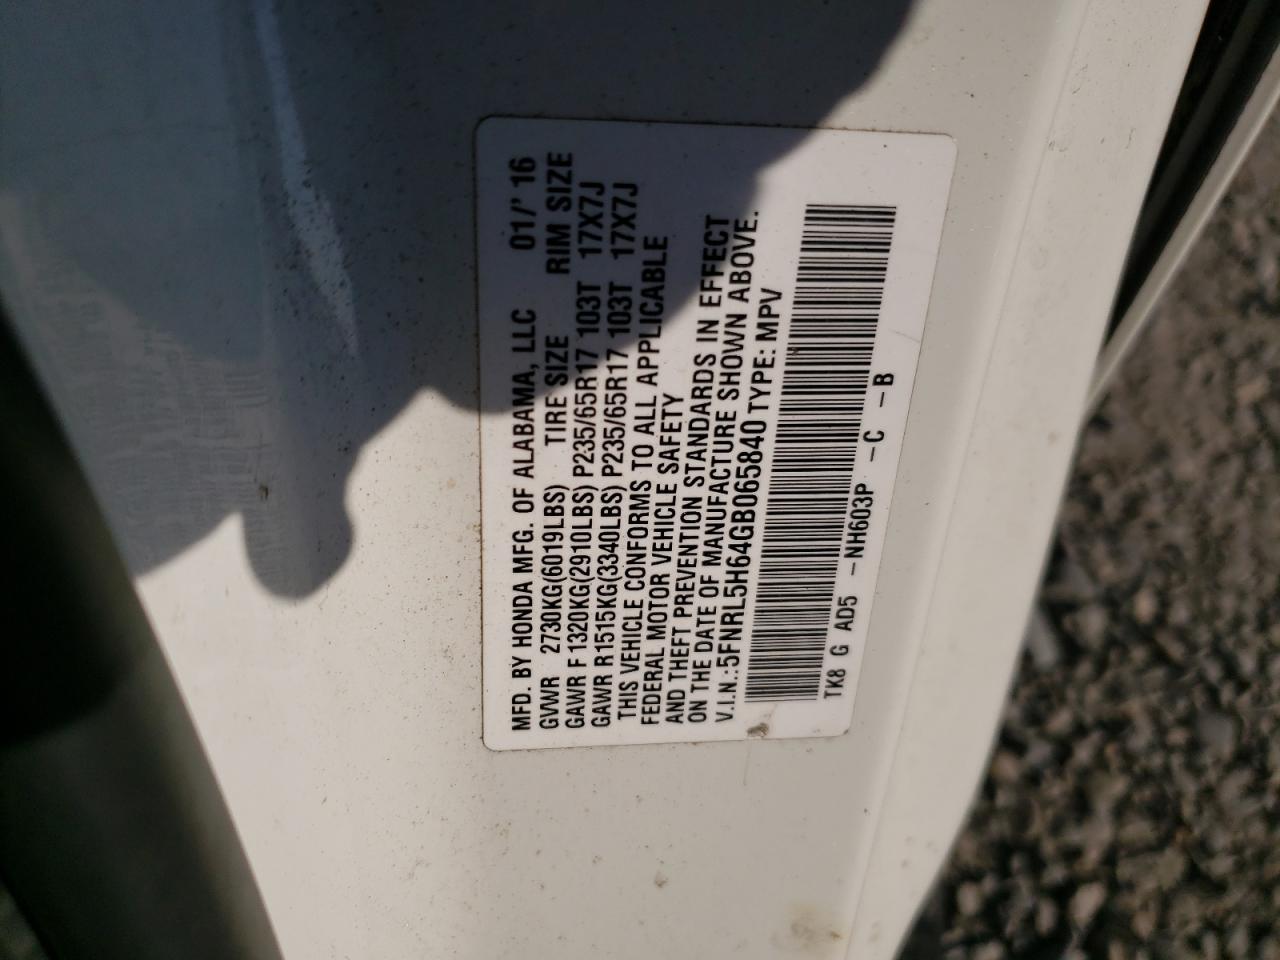 MFD. BY HONDA MFG. OF ALABAMA, LLC 01/'16
GVWR 2730KG(6019LBS) TIRE SIZE RIM SIZE
GAWR F 1320KG(2910LBS) P235/65R17 103T 17X7J
GAWR R1515KG(3340LBS) P235/65R17 103T 17X7J
THIS VEHICLE CONFORMS TO ALL APPLICABLE
FEDERAL MOTOR VEHICLE SAFETY
AND THEFT PREVENTION STANDARDS IN EFFECT
ON THE DATE OF MANUFACTURE SHOWN ABOVE.
V.I.N.:5FNRL5H64GB065840 TYPE: MPV
TK8 G AD5 -NH603P -C -B